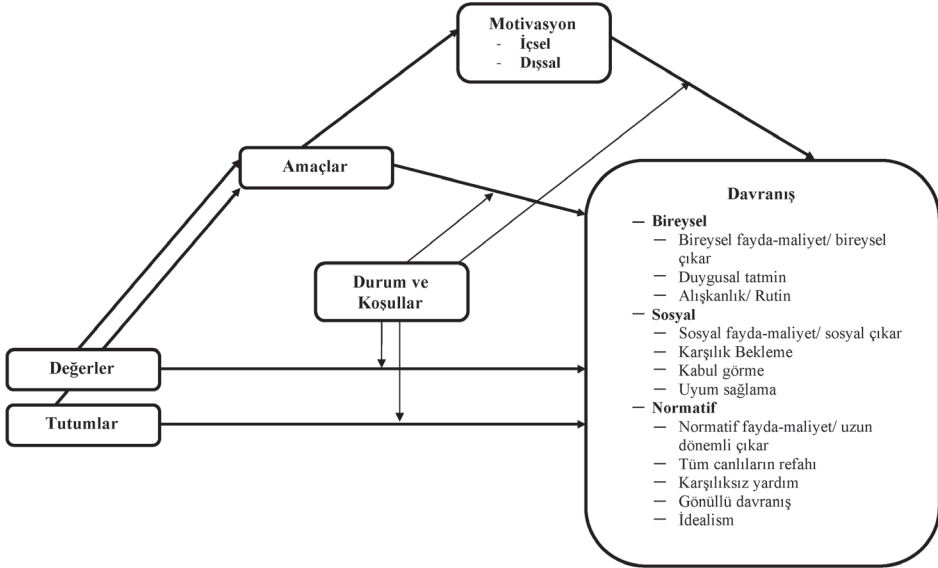 Motivasyon
- İçsel
- Dışsal
Amaçlar
Durum ve
Koşullar
Değerler
Tutumlar
Davranış
– Bireysel
– Bireysel fayda-maliyet/ bireysel
çıkar
– Duygusal tatmin
– Alışkanlık/ Rutin
– Sosyal
– Sosyal fayda-maliyet/ sosyal çıkar
– Karşılık Bekleme
– Kabul görme
– Uyum sağlama
– Normatif
– Normatif fayda-maliyet/ uzun
dönemli çıkar
– Tüm canlıların refahı
– Karşılıksız yardım
– Gönüllü davranış
– İdealism